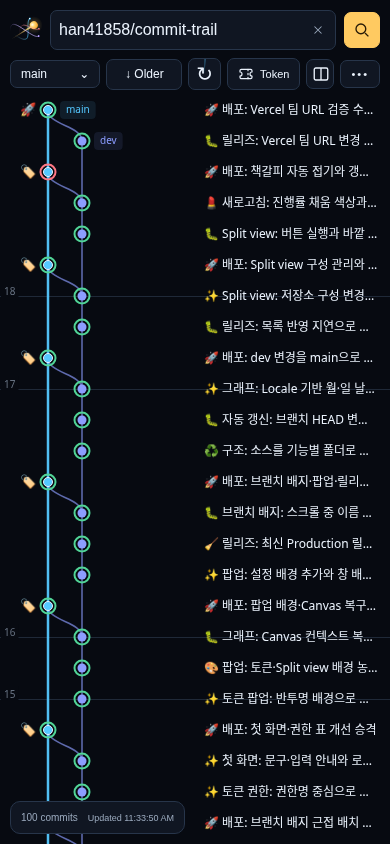 han41858/commit-trail
main
↓ Older
Token
🚀 main 🚀 배포: Vercel 팀 URL 검증 수...
dev 🐛 릴리즈: Vercel 팀 URL 변경 ...
🏷️ 🚀 배포: 책갈피 자동 접기와 갱...
💄 새로고침: 진행률 채움 색상과...
🐛 Split view: 버튼 실행과 바깥 ...
🏷️ 🚀 배포: Split view 구성 관리와 ...
18 ✨ Split view: 저장소 구성 변경...
🐛 릴리즈: 목록 반영 지연으로 ...
🏷️ 🚀 배포: dev 변경을 main으로 ...
17 ✨ 그래프: Locale 기반 월·일 날...
🐛 자동 갱신: 브랜치 HEAD 변...
♻️ 구조: 소스를 기능별 폴더로 ...
🏷️ 🚀 배포: 브랜치 배지·팝업·릴리...
🐛 브랜치 배지: 스크롤 중 이름 ...
🧹 릴리즈: 최신 Production 릴...
✨ 팝업: 설정 배경 추가와 창 배...
🏷️ 🚀 배포: 팝업 배경·Canvas 복구...
16 🐛 그래프: Canvas 컨텍스트 복...
🎨 팝업: 토큰·Split view 배경 농...
15 ✨ 토큰 팝업: 반투명 배경으로 ...
🏷️ 🚀 배포: 첫 화면·권한 표 개선 승격
✨ 첫 화면: 문구·입력 안내와 로...
✨ 토큰 권한: 권한명 중심으로 ...
🚀 배포: 브랜치 배지 근접 배치 ...
100 commits Updated 11:33:50 AM